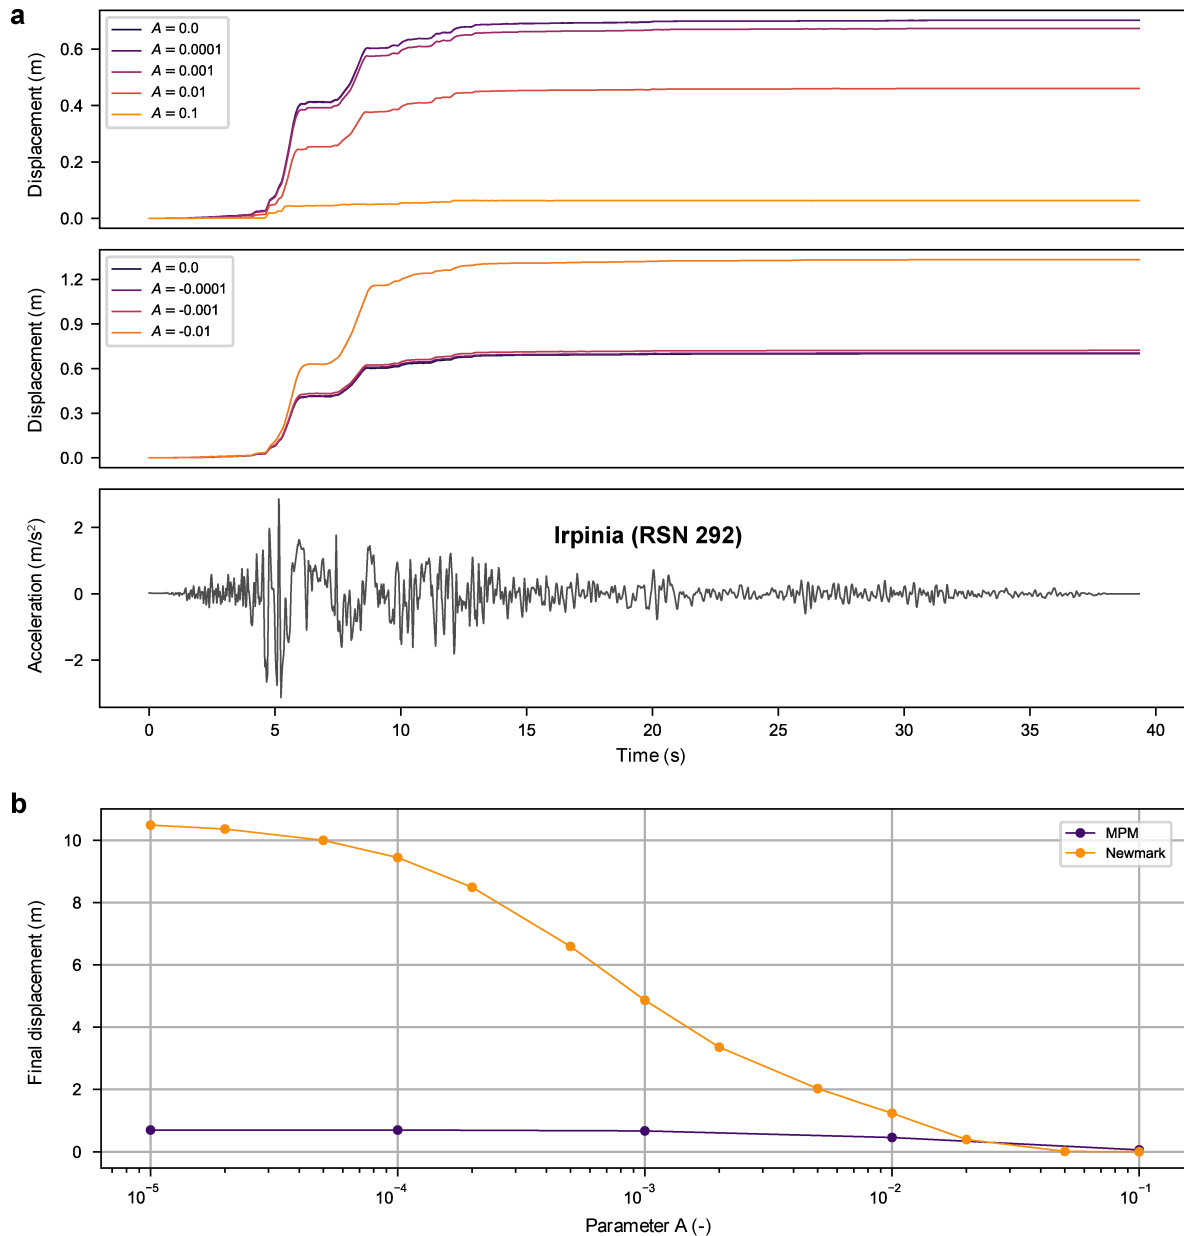 a
A = 0.0
A = 0.0001
A = 0.001
A = 0.01
A = 0.1
Displacement (m)
0.6
0.4
0.2
0.0
A = 0.0
A = -0.0001
A = -0.001
A = -0.01
Displacement (m)
1.2
0.9
0.6
0.3
0.0
Irpinia (RSN 292)
Acceleration (m/s²)
2
0
−2
0 5 10 15 20 25 30 35 40
Time (s)
b
MPM
Newmark
Final displacement (m)
10
8
6
4
2
0
10⁻⁵ 10⁻⁴ 10⁻³ 10⁻² 10⁻¹
Parameter A (-)